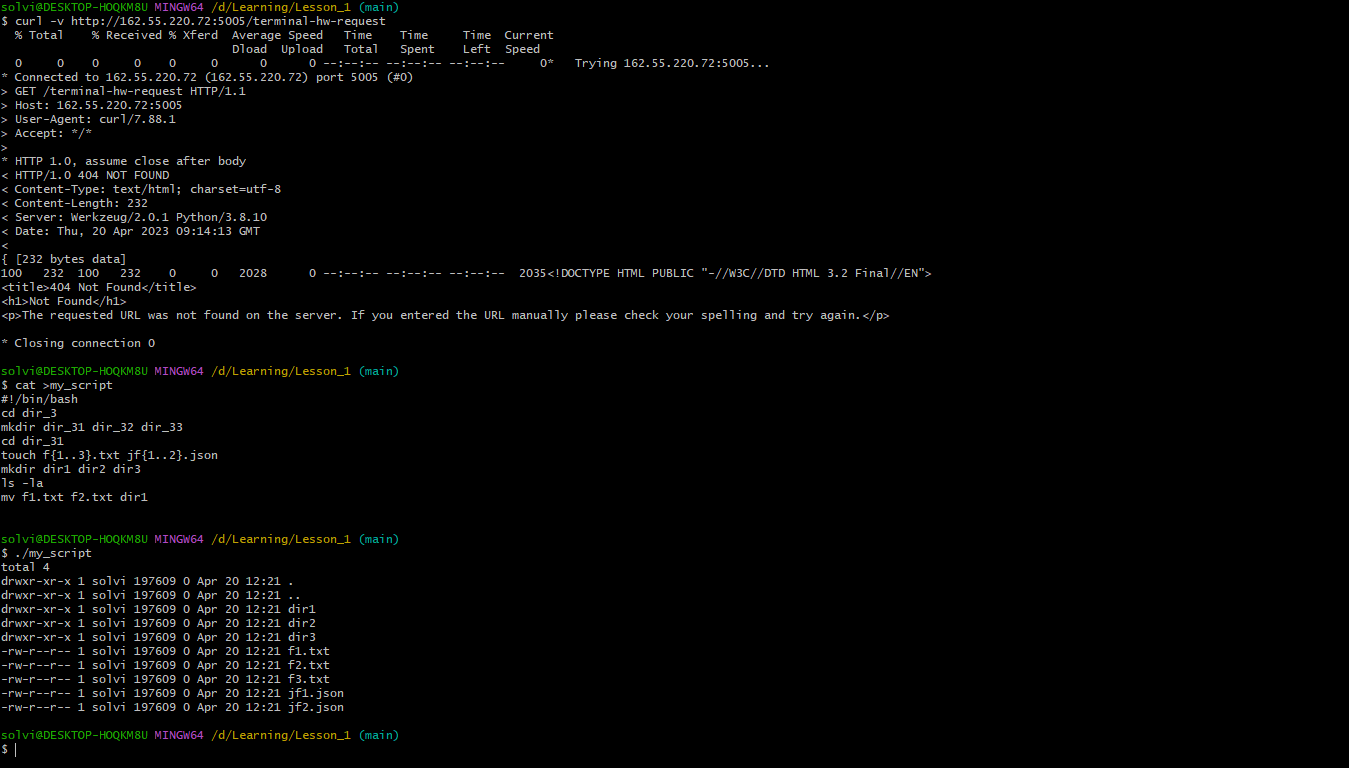 solvi@DESKTOP-HOQKM8U MINGW64 /d/Learning/Lesson_1 (main)
$ curl -v http://162.55.220.72:5005/terminal-hw-request
  % Total    % Received % Xferd  Average Speed   Time    Time     Time  Current
                                 Dload  Upload   Total   Spent    Left  Speed
  0     0    0     0    0     0      0      0 --:--:-- --:--:-- --:--:--     0*   Trying 162.55.220.72:5005...
* Connected to 162.55.220.72 (162.55.220.72) port 5005 (#0)
> GET /terminal-hw-request HTTP/1.1
> Host: 162.55.220.72:5005
> User-Agent: curl/7.88.1
> Accept: */*
>
* HTTP 1.0, assume close after body
< HTTP/1.0 404 NOT FOUND
< Content-Type: text/html; charset=utf-8
< Content-Length: 232
< Server: Werkzeug/2.0.1 Python/3.8.10
< Date: Thu, 20 Apr 2023 09:14:13 GMT
<
{ [232 bytes data]
100   232  100   232    0     0   2028      0 --:--:-- --:--:-- --:--:--  2035<!DOCTYPE HTML PUBLIC "-//W3C//DTD HTML 3.2 Final//EN">
<title>404 Not Found</title>
<h1>Not Found</h1>
<p>The requested URL was not found on the server. If you entered the URL manually please check your spelling and try again.</p>

* Closing connection 0

solvi@DESKTOP-HOQKM8U MINGW64 /d/Learning/Lesson_1 (main)
$ cat >my_script
#!/bin/bash
cd dir_3
mkdir dir_31 dir_32 dir_33
cd dir_31
touch f{1..3}.txt jf{1..2}.json
mkdir dir1 dir2 dir3
ls -la
mv f1.txt f2.txt dir1

solvi@DESKTOP-HOQKM8U MINGW64 /d/Learning/Lesson_1 (main)
$ ./my_script
total 4
drwxr-xr-x 1 solvi 197609 0 Apr 20 12:21 .
drwxr-xr-x 1 solvi 197609 0 Apr 20 12:21 ..
drwxr-xr-x 1 solvi 197609 0 Apr 20 12:21 dir1
drwxr-xr-x 1 solvi 197609 0 Apr 20 12:21 dir2
drwxr-xr-x 1 solvi 197609 0 Apr 20 12:21 dir3
-rw-r--r-- 1 solvi 197609 0 Apr 20 12:21 f1.txt
-rw-r--r-- 1 solvi 197609 0 Apr 20 12:21 f2.txt
-rw-r--r-- 1 solvi 197609 0 Apr 20 12:21 f3.txt
-rw-r--r-- 1 solvi 197609 0 Apr 20 12:21 jf1.json
-rw-r--r-- 1 solvi 197609 0 Apr 20 12:21 jf2.json

solvi@DESKTOP-HOQKM8U MINGW64 /d/Learning/Lesson_1 (main)
$